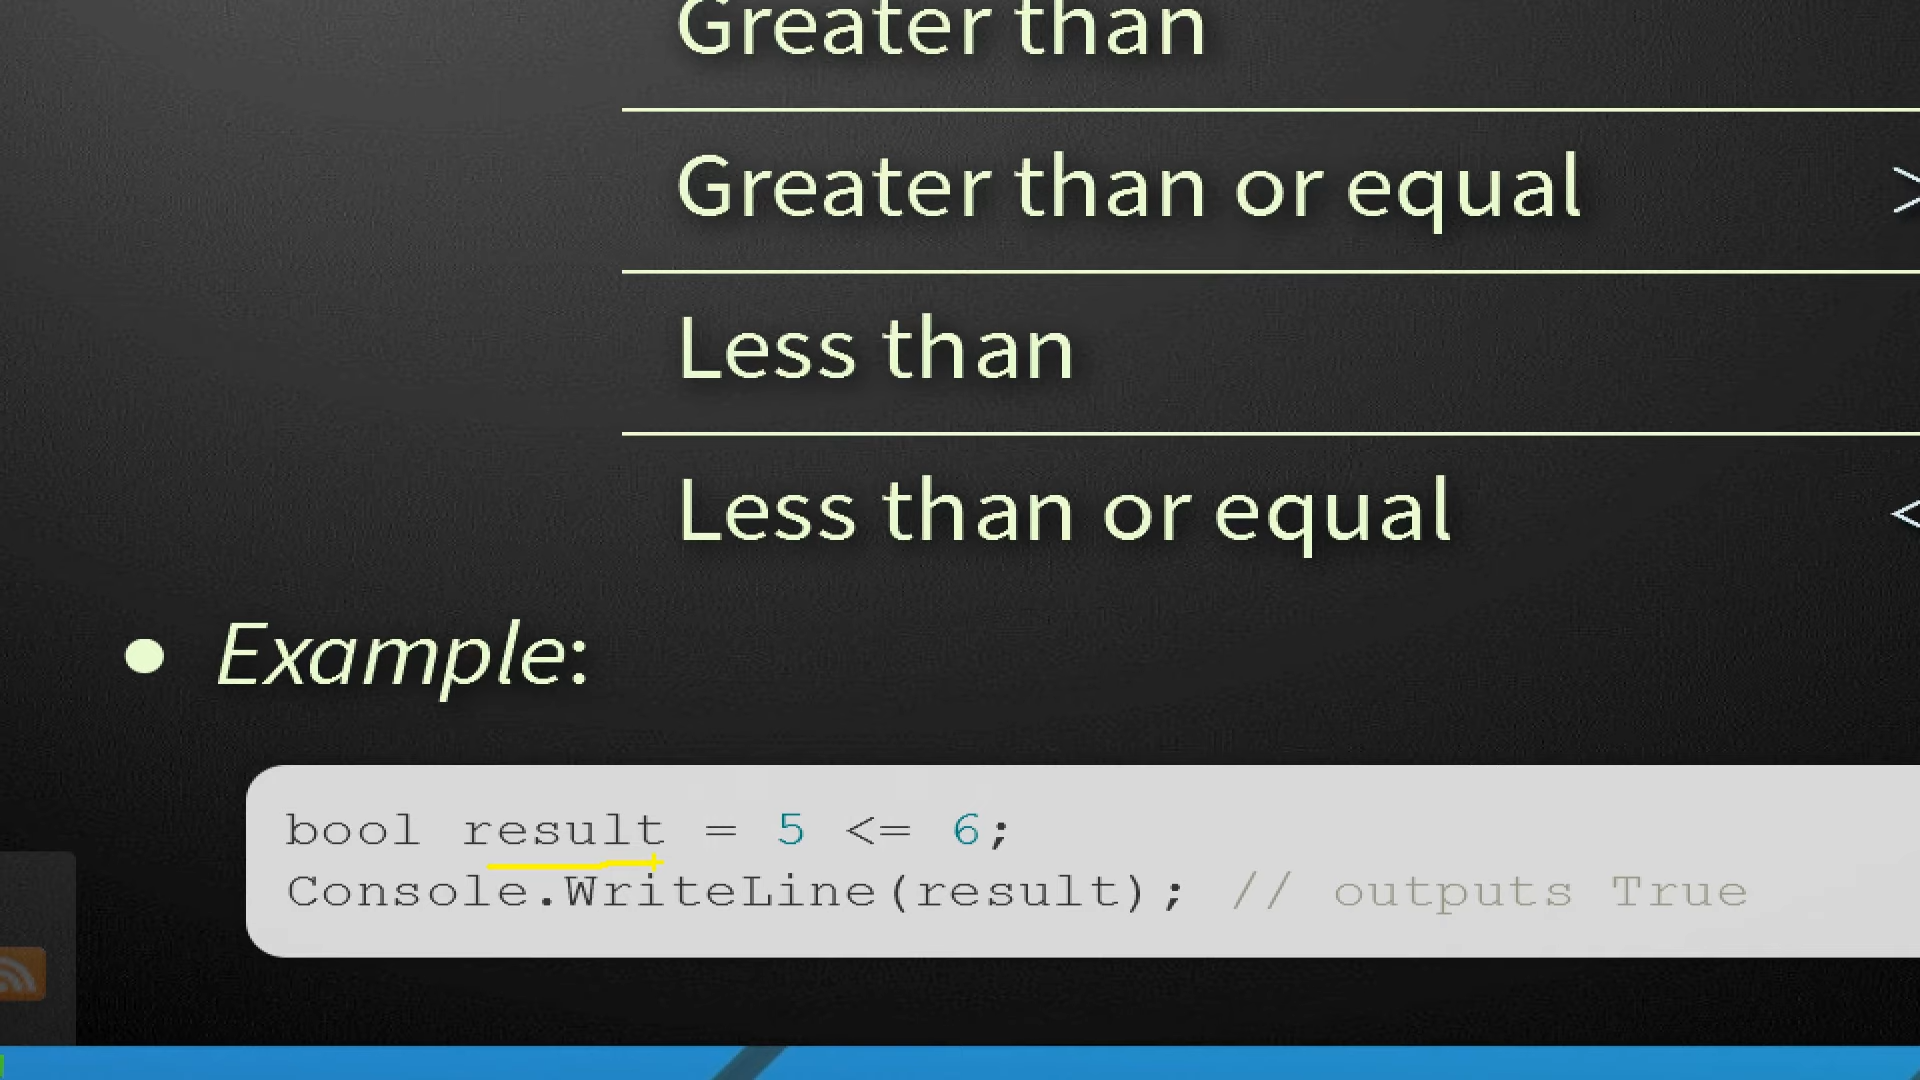 Greater than
Greater than or equal >
Less than
Less than or equal <
• Example:
bool result = 5 <= 6;
Console.WriteLine(result); // outputs True